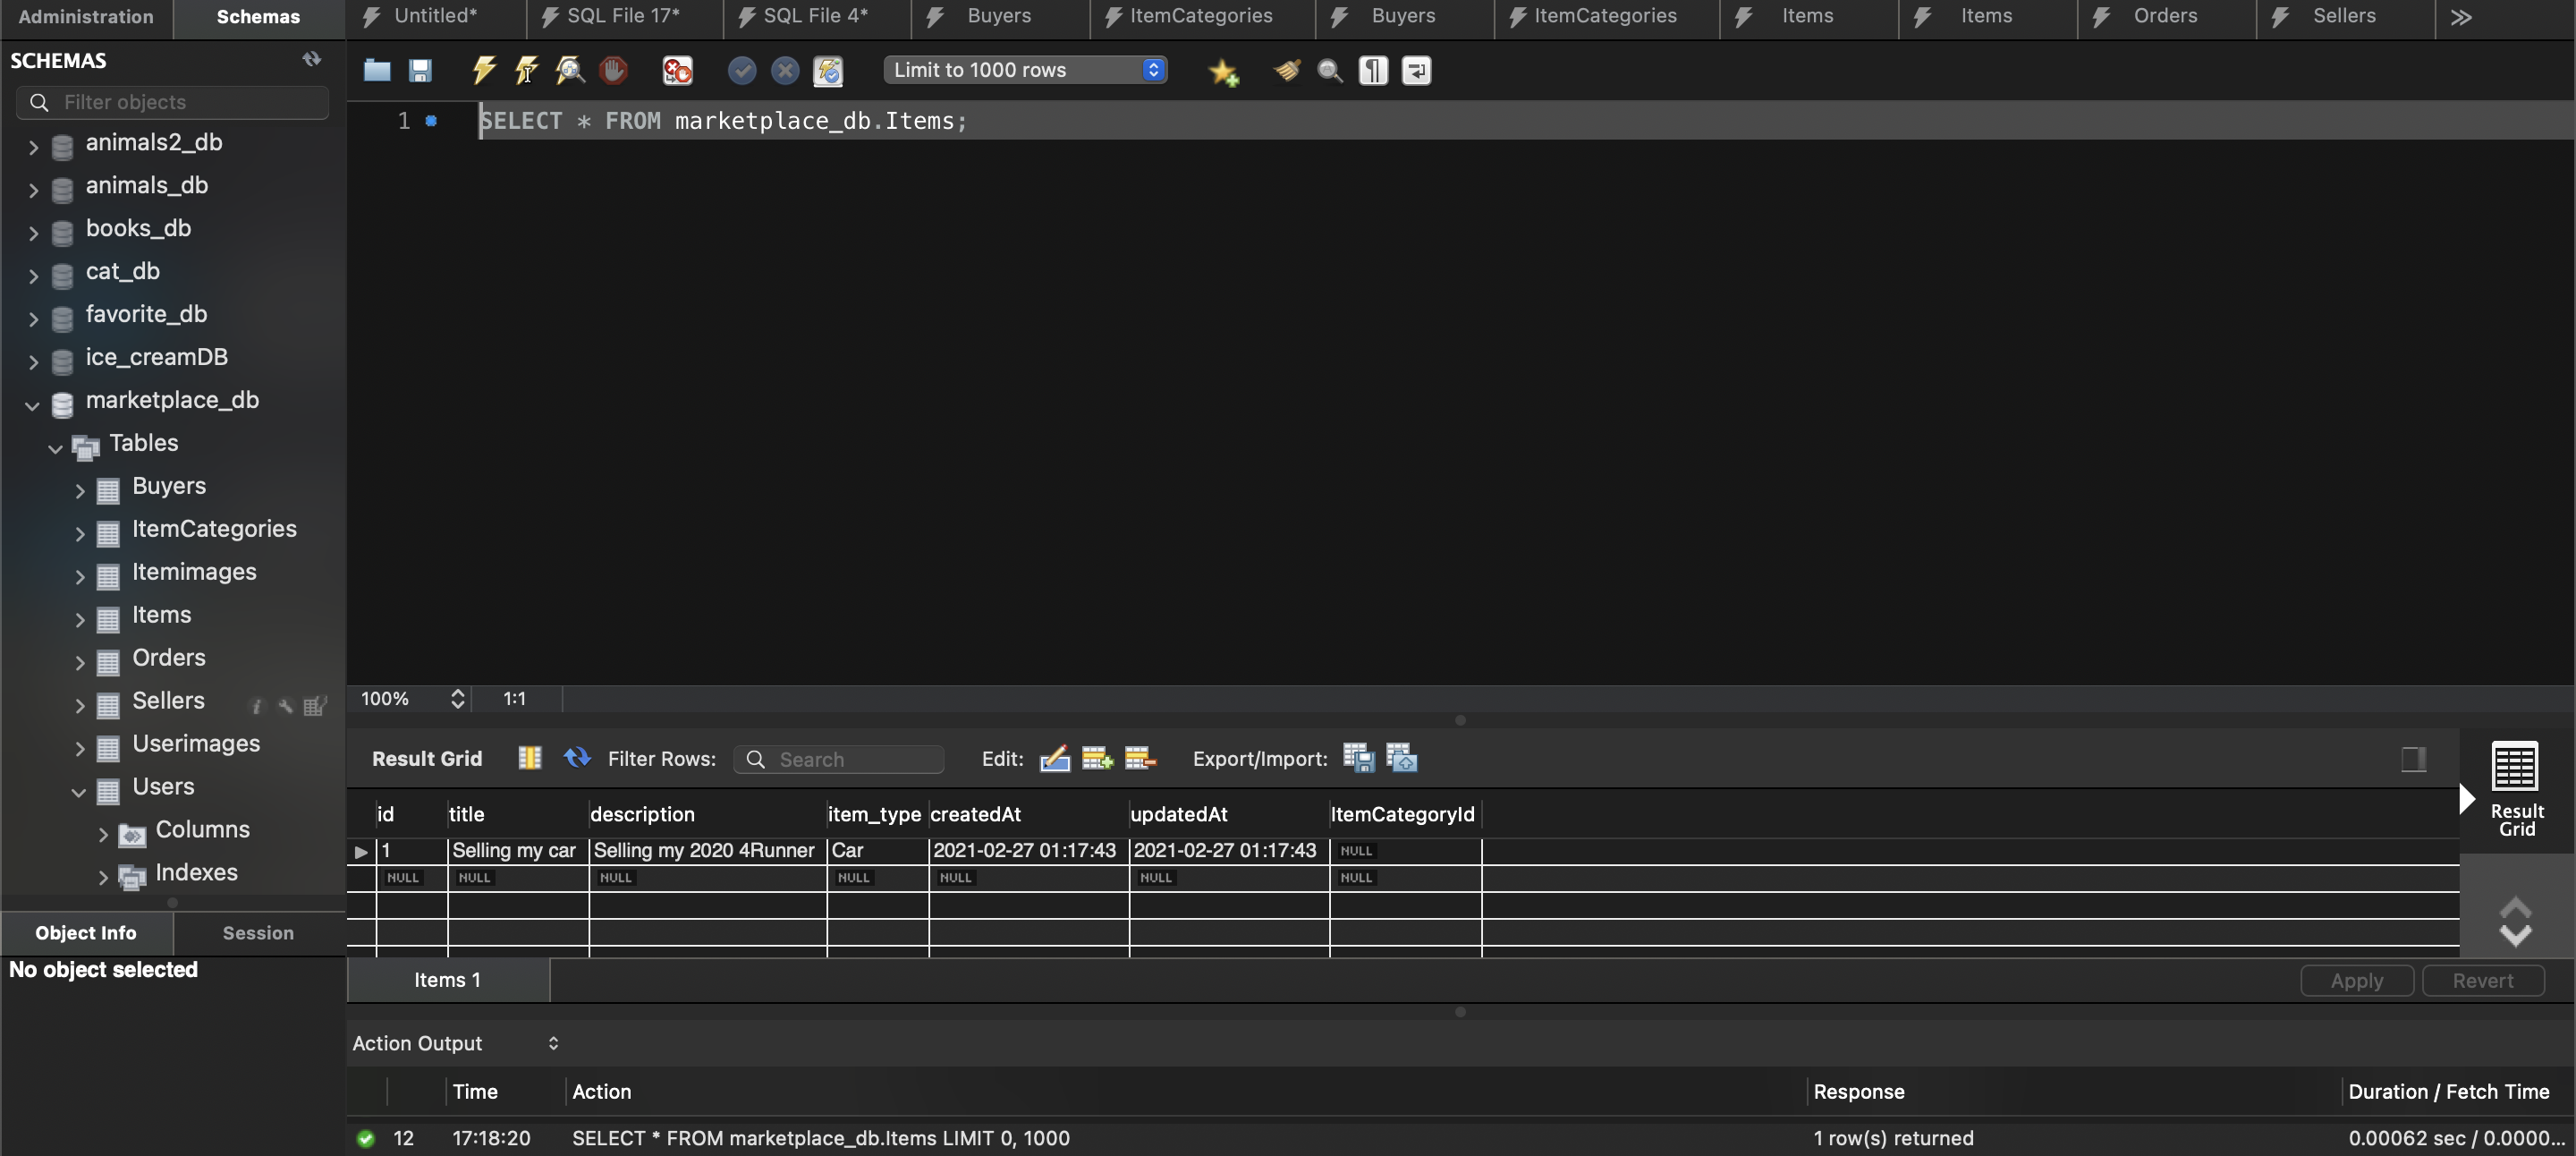 Administration Schemas
Untitled* SQL File 17* SQL File 4* Buyers ItemCategories Buyers ItemCategories Items Items Orders Sellers
SCHEMAS
Filter objects
animals2_db
animals_db
books_db
cat_db
favorite_db
ice_creamDB
marketplace_db
Tables
Buyers
ItemCategories
Itemimages
Items
Orders
Sellers
Userimages
Users
Columns
Indexes
Object Info Session
No object selected
Limit to 1000 rows
1 SELECT * FROM marketplace_db.Items;
100% 1:1
Result Grid Filter Rows: Search Edit: Export/Import:
id title description item_type createdAt updatedAt ItemCategoryId
1 Selling my car Selling my 2020 4Runner Car 2021-02-27 01:17:43 2021-02-27 01:17:43 NULL
NULL NULL NULL NULL NULL NULL NULL
Result
Grid
Items 1 Apply Revert
Action Output
Time Action Response Duration / Fetch Time
12 17:18:20 SELECT * FROM marketplace_db.Items LIMIT 0, 1000 1 row(s) returned 0.00062 sec / 0.0000...